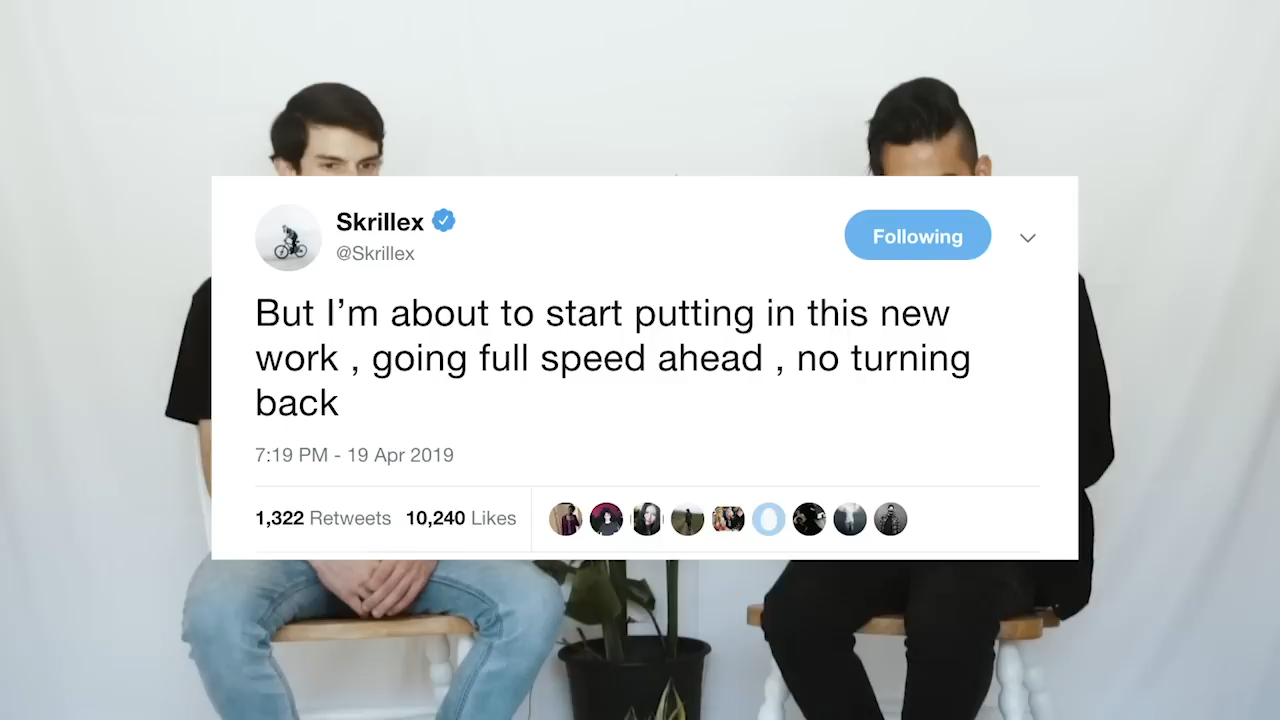 Skrillex
@Skrillex
Following
But I’m about to start putting in this new
work , going full speed ahead , no turning
back
7:19 PM - 19 Apr 2019
1,322 Retweets 10,240 Likes